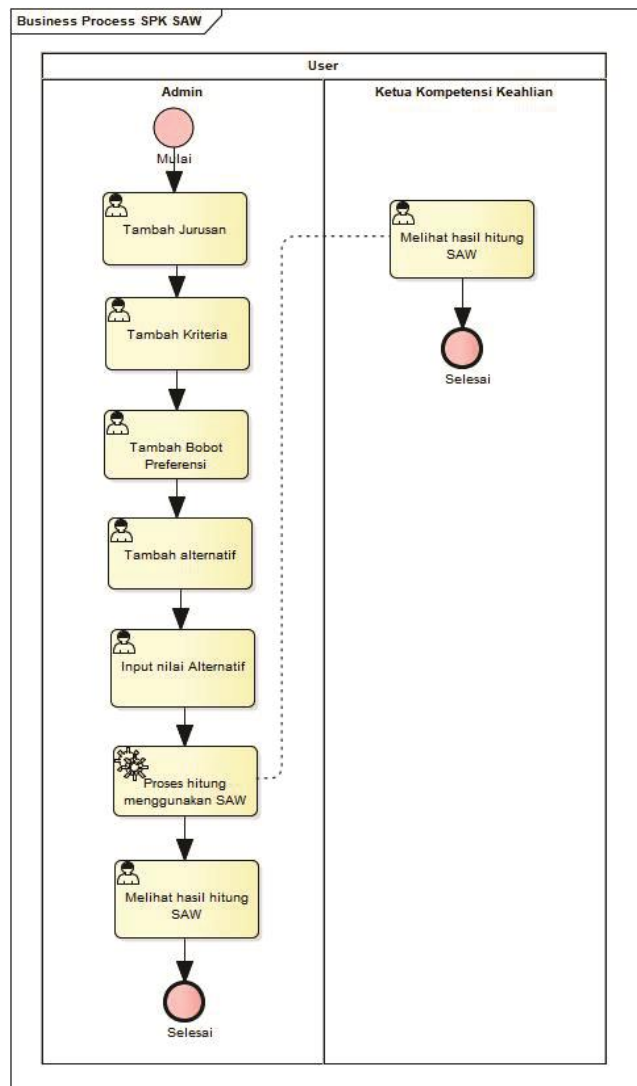 Business Process SPK SAW
User
Admin
Ketua Kompetensi Keahlian
Mulai
Tambah Jurusan
Tambah Kriteria
Tambah Bobot
Preferensi
Tambah alternatif
Input nilai Alternatif
Proses hitung
menggunakan SAW
Melihat hasil hitung
SAW
Selesai
Melihat hasil hitung
SAW
Selesai